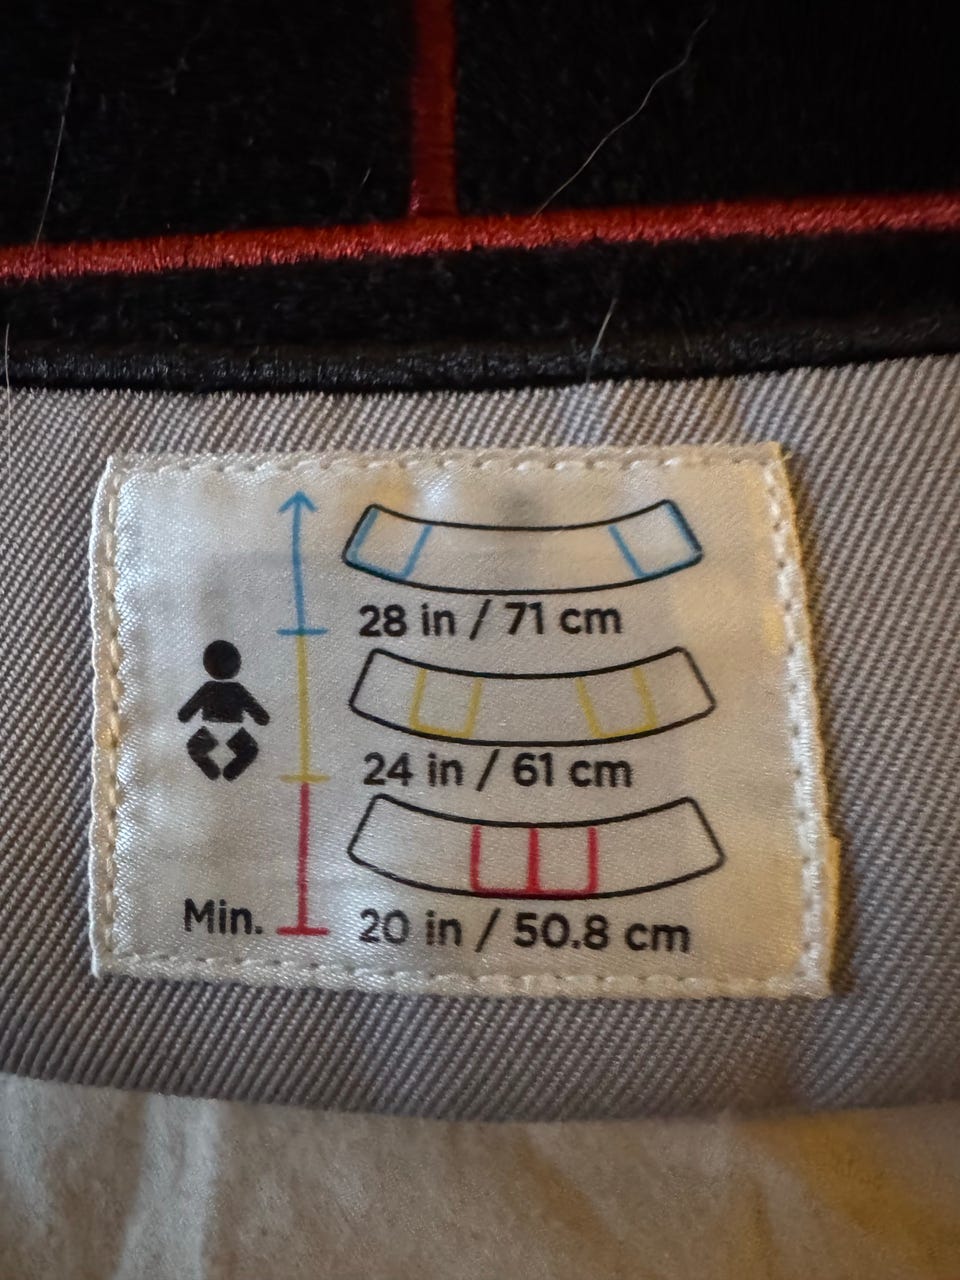 28 in / 71 cm
24 in / 61 cm
Min. 20 in / 50.8 cm